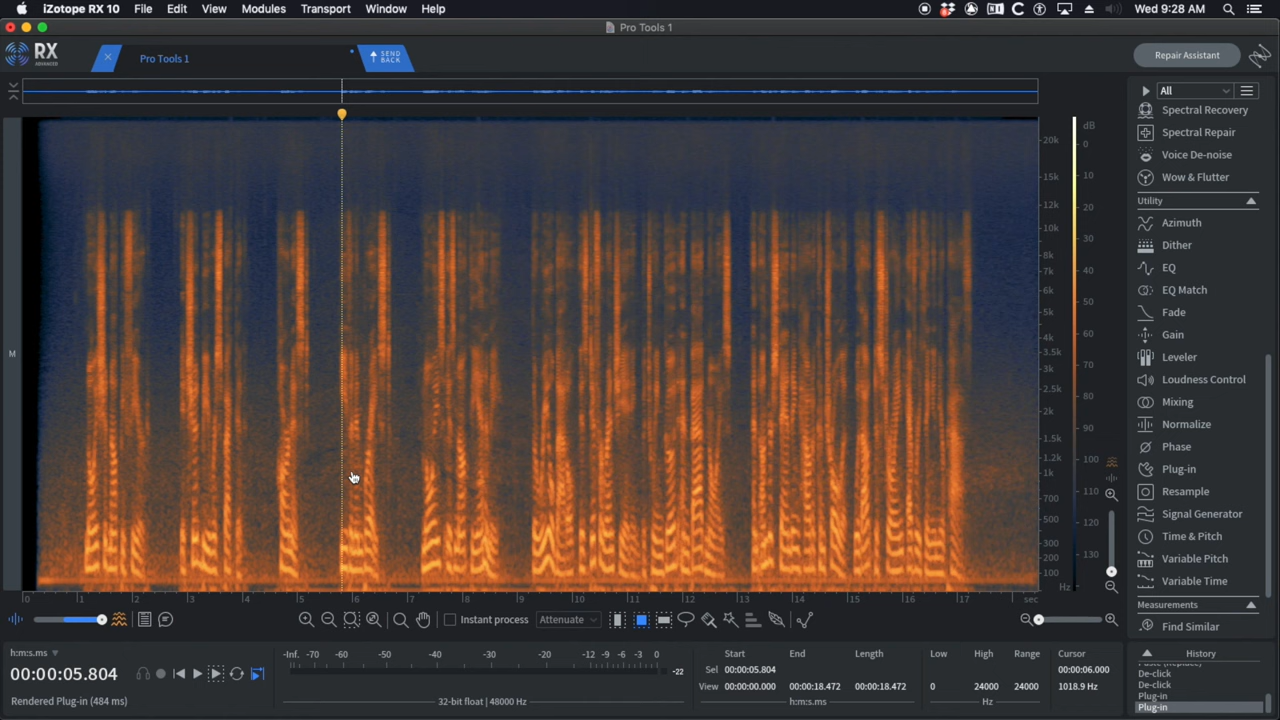 iZotope RX 10 File Edit View Modules Transport Window Help Wed 9:28 AM
Pro Tools 1
RX ADVANCED
Pro Tools 1
SEND BACK
Repair Assistant
All
Spectral Recovery
Spectral Repair
Voice De-noise
Wow & Flutter
Utility
Azimuth
Dither
EQ
EQ Match
Fade
Gain
Leveler
Loudness Control
Mixing
Normalize
Phase
Plug-in
Resample
Signal Generator
Time & Pitch
Variable Pitch
Variable Time
Measurements
Find Similar
M
20k
15k
12k
10k
8k
7k
6k
5k
4k
3.5k
3k
2.5k
2k
1.5k
1.2k
1k
700
500
300
200
100
Hz
dB
0
20
30
40
50
60
70
80
90
100
110
120
130
0 1 2 3 4 5 6 7 8 9 10 11 12 13 14 15 16 17 sec
Instant process Attenuate
h:m:s.ms
00:00:05.804
Rendered Plug-in (484 ms)
-Inf. -70 -60 -50 -40 -30 -20 -12 -9 -6 -3 0
-22
32-bit float | 48000 Hz
Start End Length
Sel 00:00:05.804
View 00:00:00.000 00:00:18.472 00:00:18.472
h:m:s.ms
Low High Range
0 24000 24000
Hz
Cursor
00:00:06.000
1018.9 Hz
History
Paste (Replace)
De-click
De-click
Plug-in
Plug-in